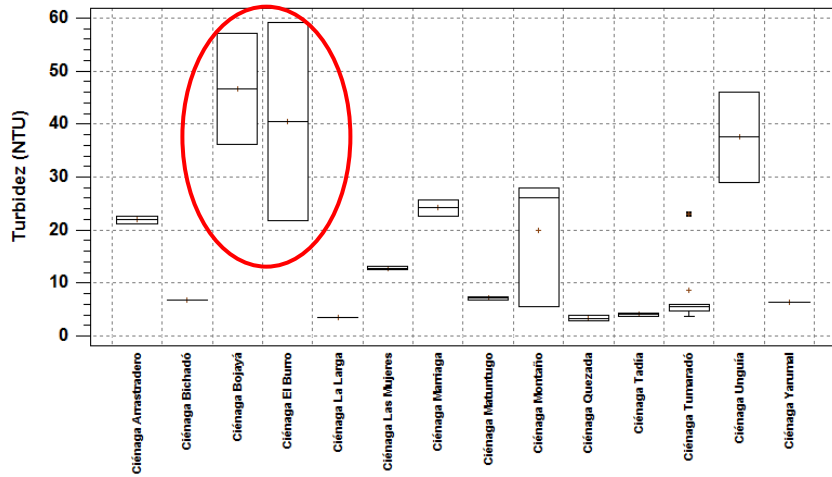 Turbidez (NTU)
60
50
40
30
20
10
0
Ciénaga Arrastradero
Ciénaga Bichadó
Ciénaga Bojayá
Ciénaga El Burro
Ciénaga La Larga
Ciénaga Las Mujeres
Ciénaga Marriaga
Ciénaga Matuntugo
Ciénaga Montaño
Ciénaga Quezada
Ciénaga Tadía
Ciénaga Tumaradó
Ciénaga Unguía
Ciénaga Yarumal